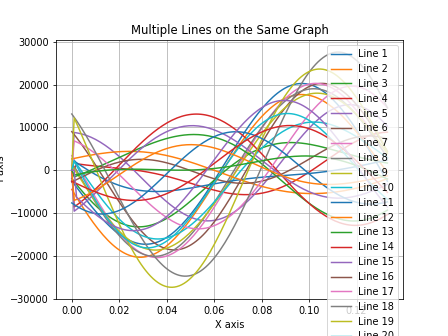 Multiple Lines on the Same Graph
30000
20000
10000
0
−10000
−20000
−30000
0.00
0.02
0.04
0.06
0.08
0.10
X axis
Line 1
Line 2
Line 3
Line 4
Line 5
Line 6
Line 7
Line 8
Line 9
Line 10
Line 11
Line 12
Line 13
Line 14
Line 15
Line 16
Line 17
Line 18
Line 19
Line 20